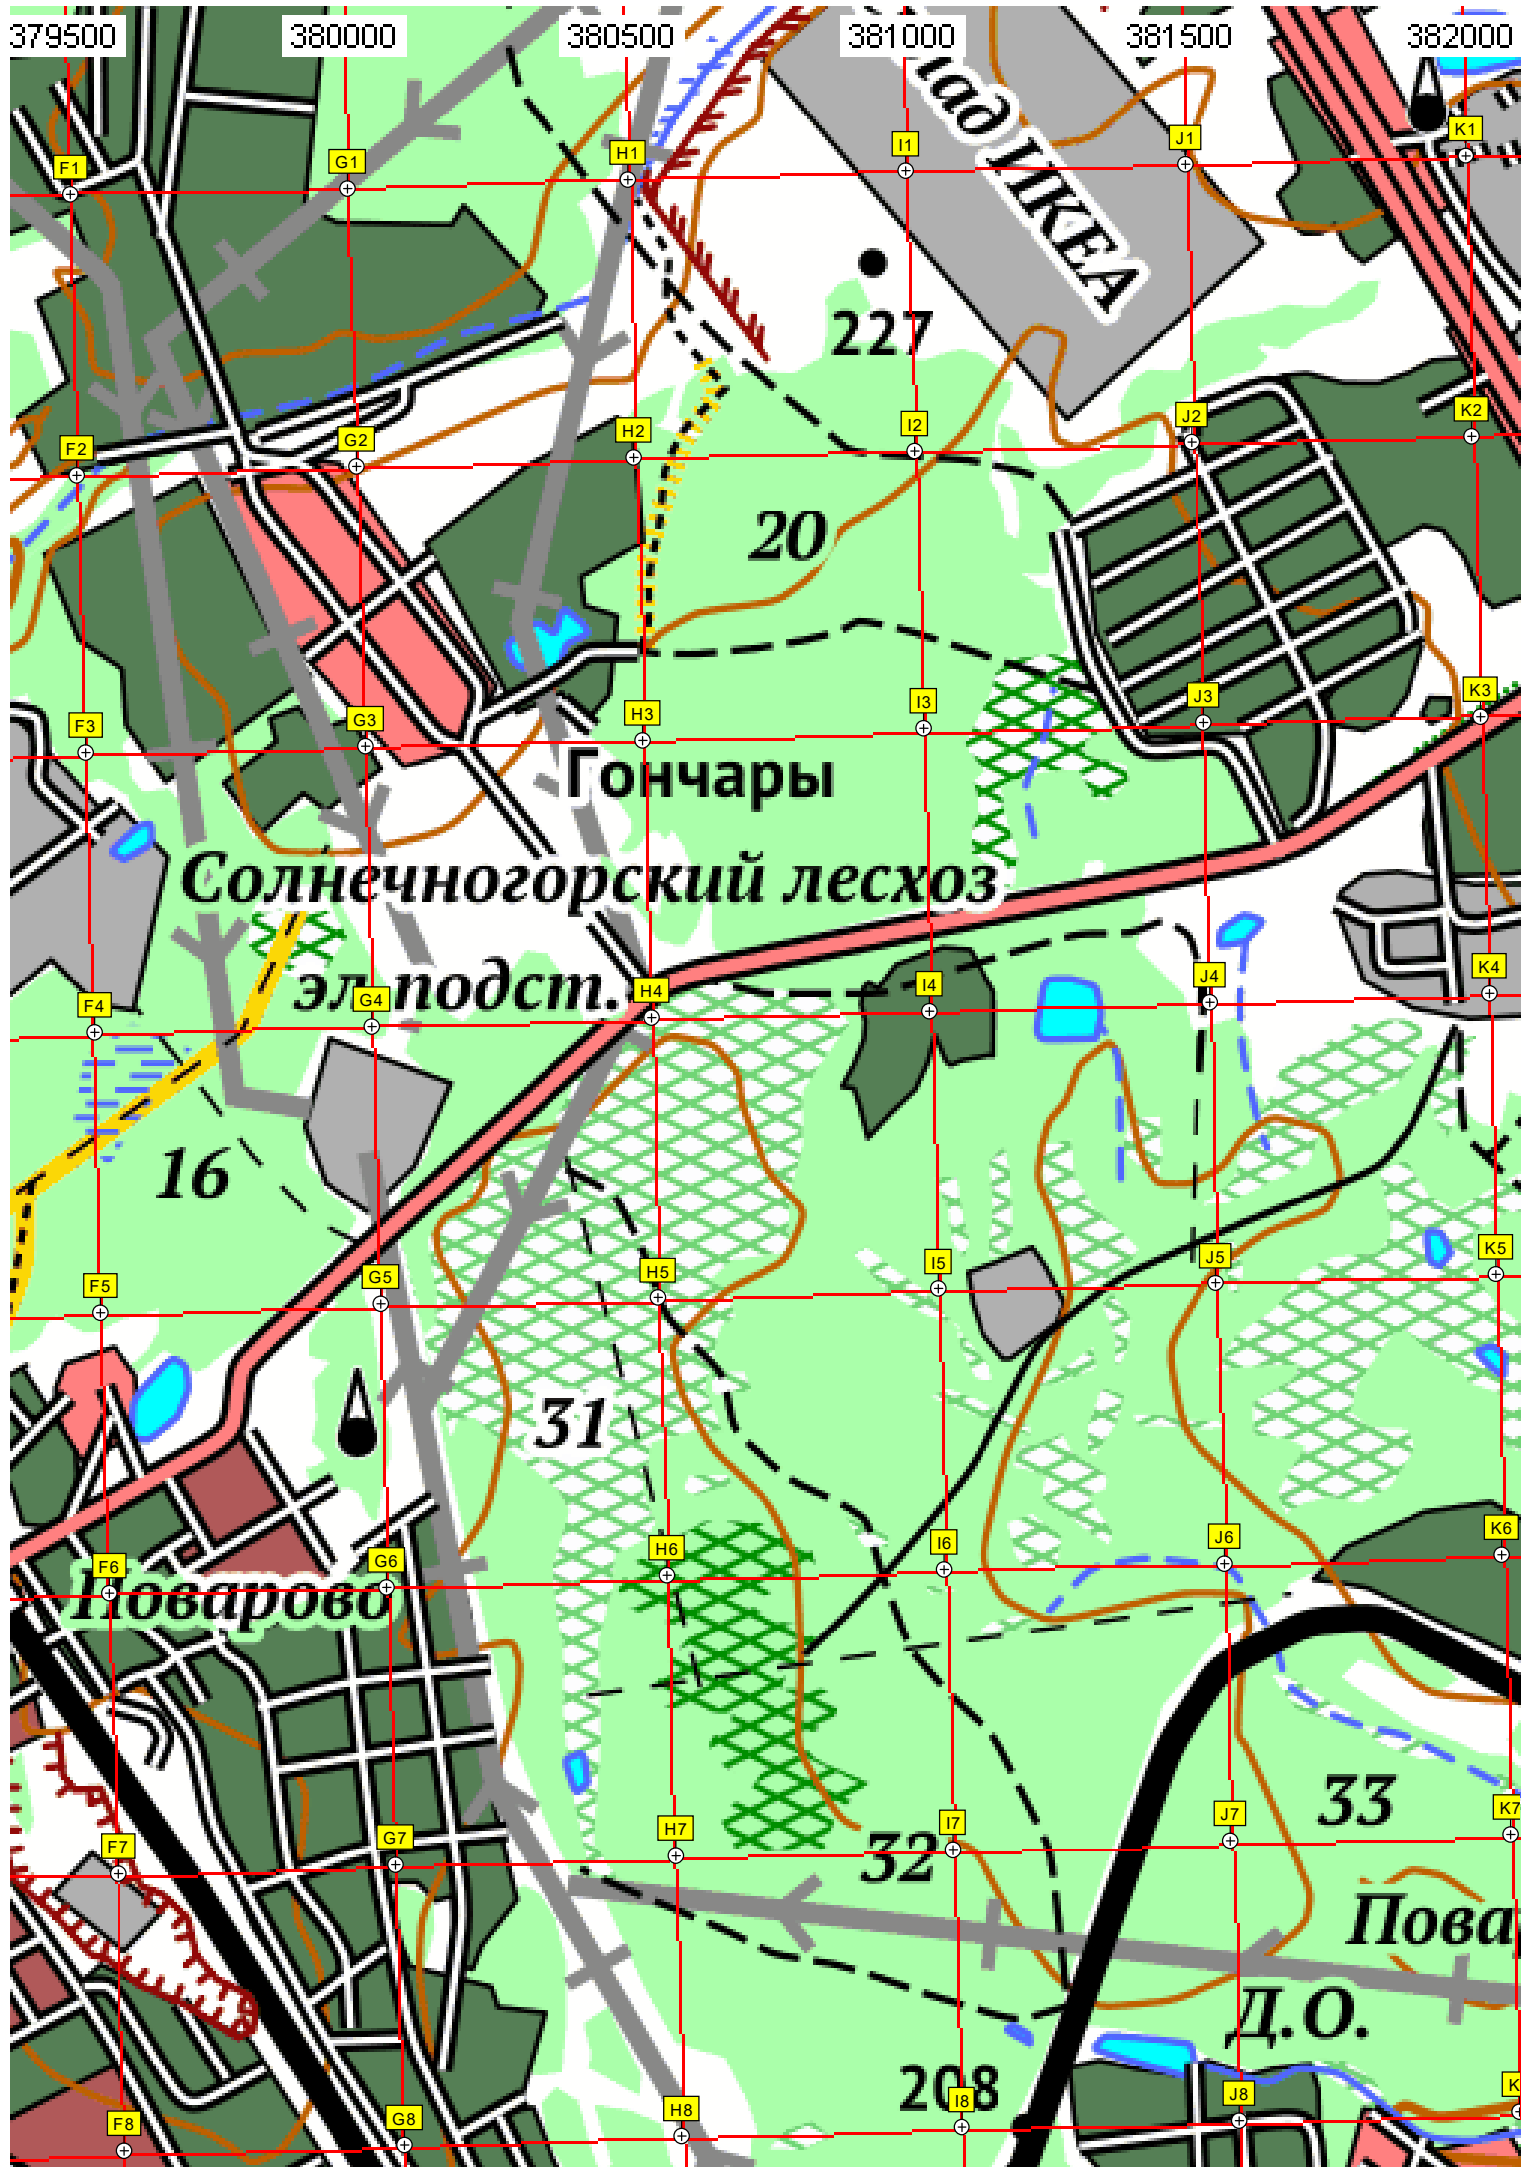 379500 380000 380500 381000 381500 382000
лад ИКЕА
F1 G1 H1 I1 J1 K1
227
F2 G2 H2 I2 J2 K2
20
F3 G3 H3 I3 J3 K3
Гончары
Солнечногорский лесхоз
эл.подст.
F4 G4 H4 I4 J4 K4
16
F5 G5 H5 I5 J5 K5
31
F6 G6 H6 I6 J6 K6
Поварово
33
F7 G7 H7 I7 J7 K7
32
Пова
Д.О.
208
F8 G8 H8 I8 J8 K